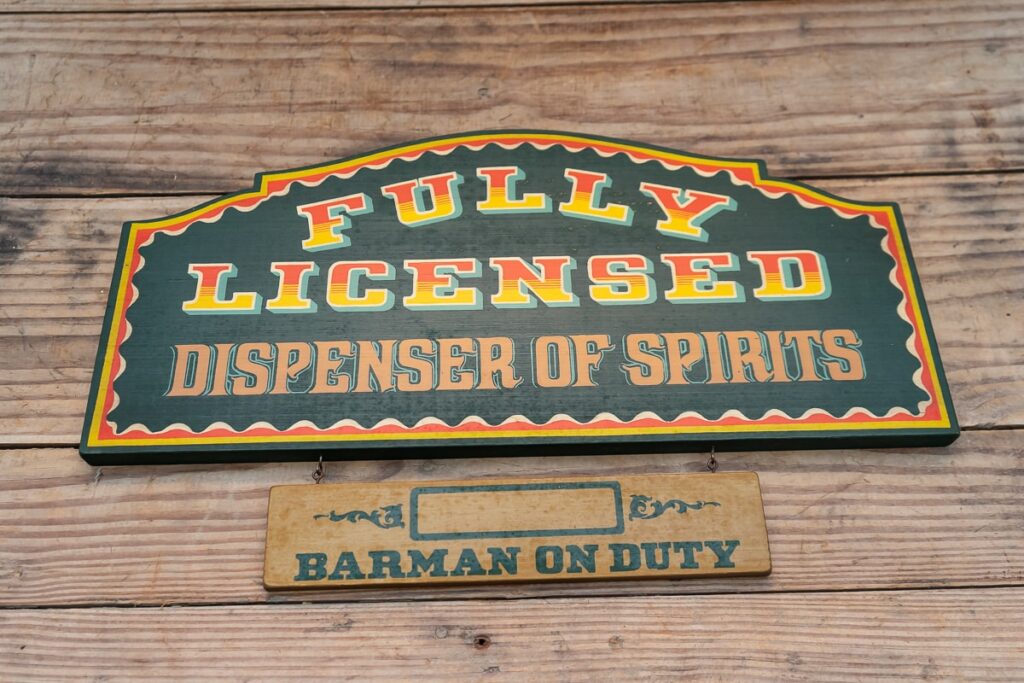 FULLY
LICENSED
DISPENSER OF SPIRITS
BARMAN ON DUTY